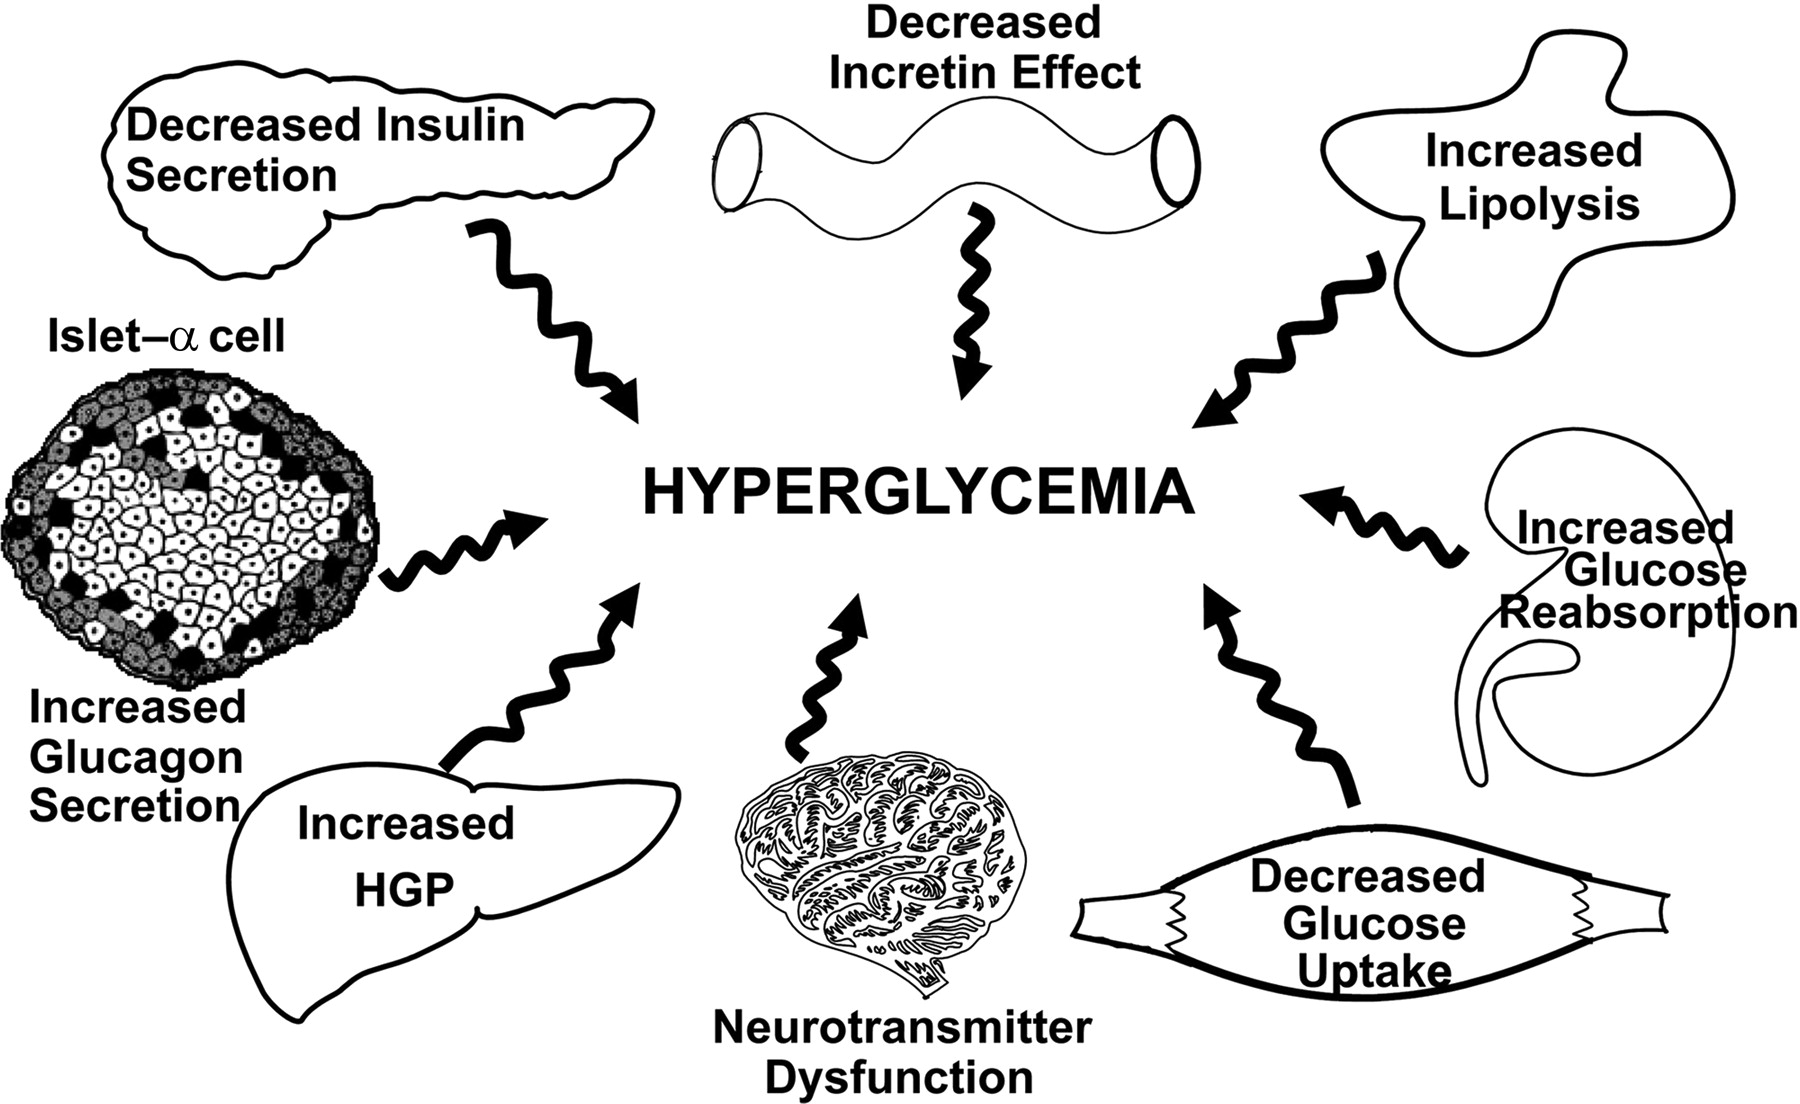 Decreased
Incretin Effect
Decreased Insulin
Secretion
Increased
Lipolysis
Islet–α cell
HYPERGLYCEMIA
Increased
Glucose
Reabsorption
Increased
Glucagon
Secretion
Increased
HGP
Decreased
Glucose
Uptake
Neurotransmitter
Dysfunction